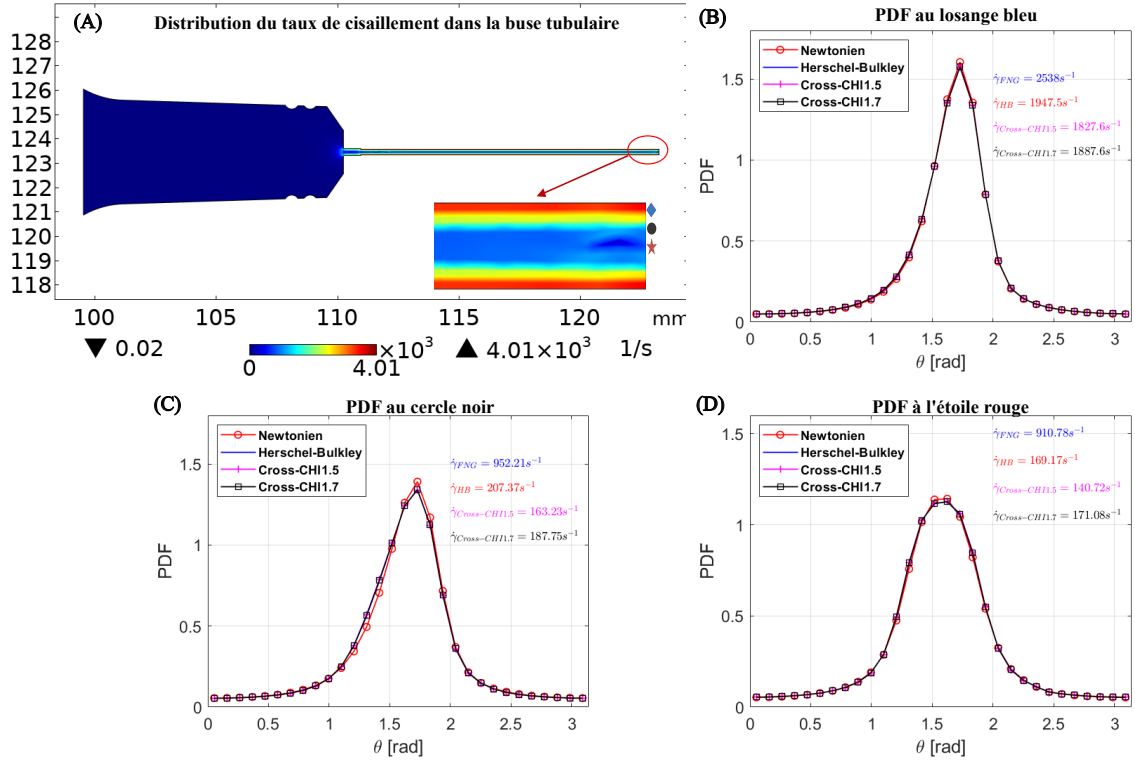 (A)
Distribution du taux de cisaillement dans la buse tubulaire
128
127
126
125
124
123
122
121
120
119
118
100
105
110
115
120
mm
▼ 0.02
0
4.01
×10³
▲ 4.01×10³
1/s
(B)
PDF au losange bleu
Newtonien
Herschel-Bulkley
Cross-CHI1.5
Cross-CHI1.7
γ̇FNG = 2538s⁻¹
γ̇HB = 1947.5s⁻¹
γ̇Cross−CHI1.5 = 1827.6s⁻¹
γ̇Cross−CHI1.7 = 1887.6s⁻¹
PDF
1.5
1
0.5
0
0 0.5 1 1.5 2 2.5 3
θ [rad]
(C)
PDF au cercle noir
Newtonien
Herschel-Bulkley
Cross-CHI1.5
Cross-CHI1.7
γ̇FNG = 952.21s⁻¹
γ̇HB = 207.37s⁻¹
γ̇Cross−CHI1.5 = 163.23s⁻¹
γ̇Cross−CHI1.7 = 187.75s⁻¹
PDF
1.5
1
0.5
0
0 0.5 1 1.5 2 2.5 3
θ [rad]
(D)
PDF à l'étoile rouge
Newtonien
Herschel-Bulkley
Cross-CHI1.5
Cross-CHI1.7
γ̇FNG = 910.78s⁻¹
γ̇HB = 169.17s⁻¹
γ̇Cross−CHI1.5 = 140.72s⁻¹
γ̇Cross−CHI1.7 = 171.08s⁻¹
PDF
1.5
1
0.5
0
0 0.5 1 1.5 2 2.5 3
θ [rad]